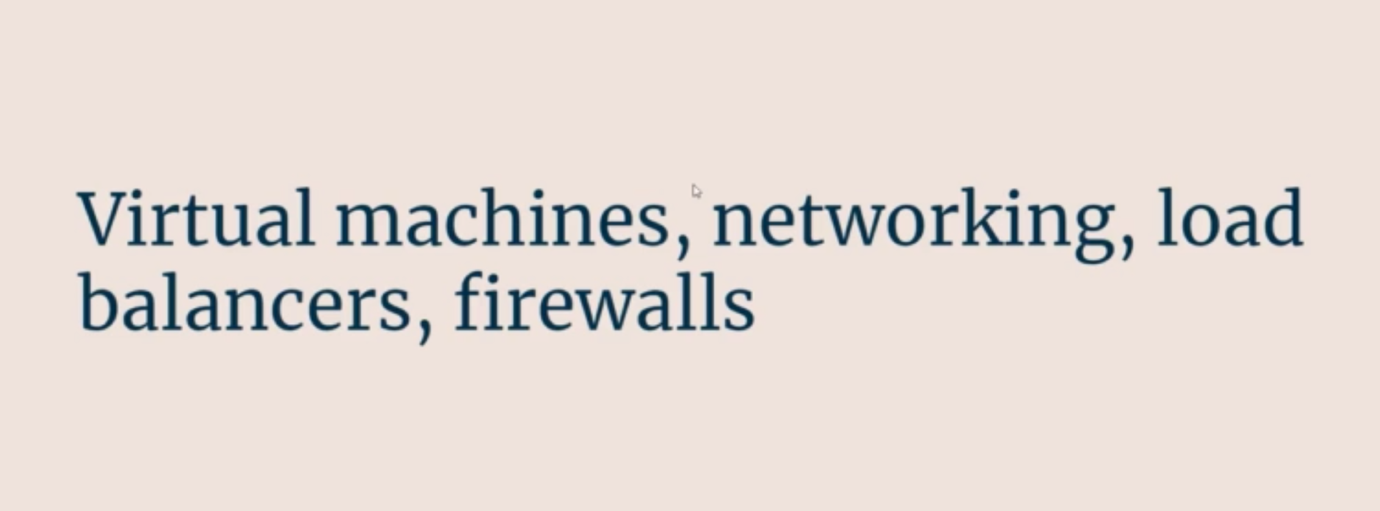 Virtual machines, networking, load
balancers, firewalls